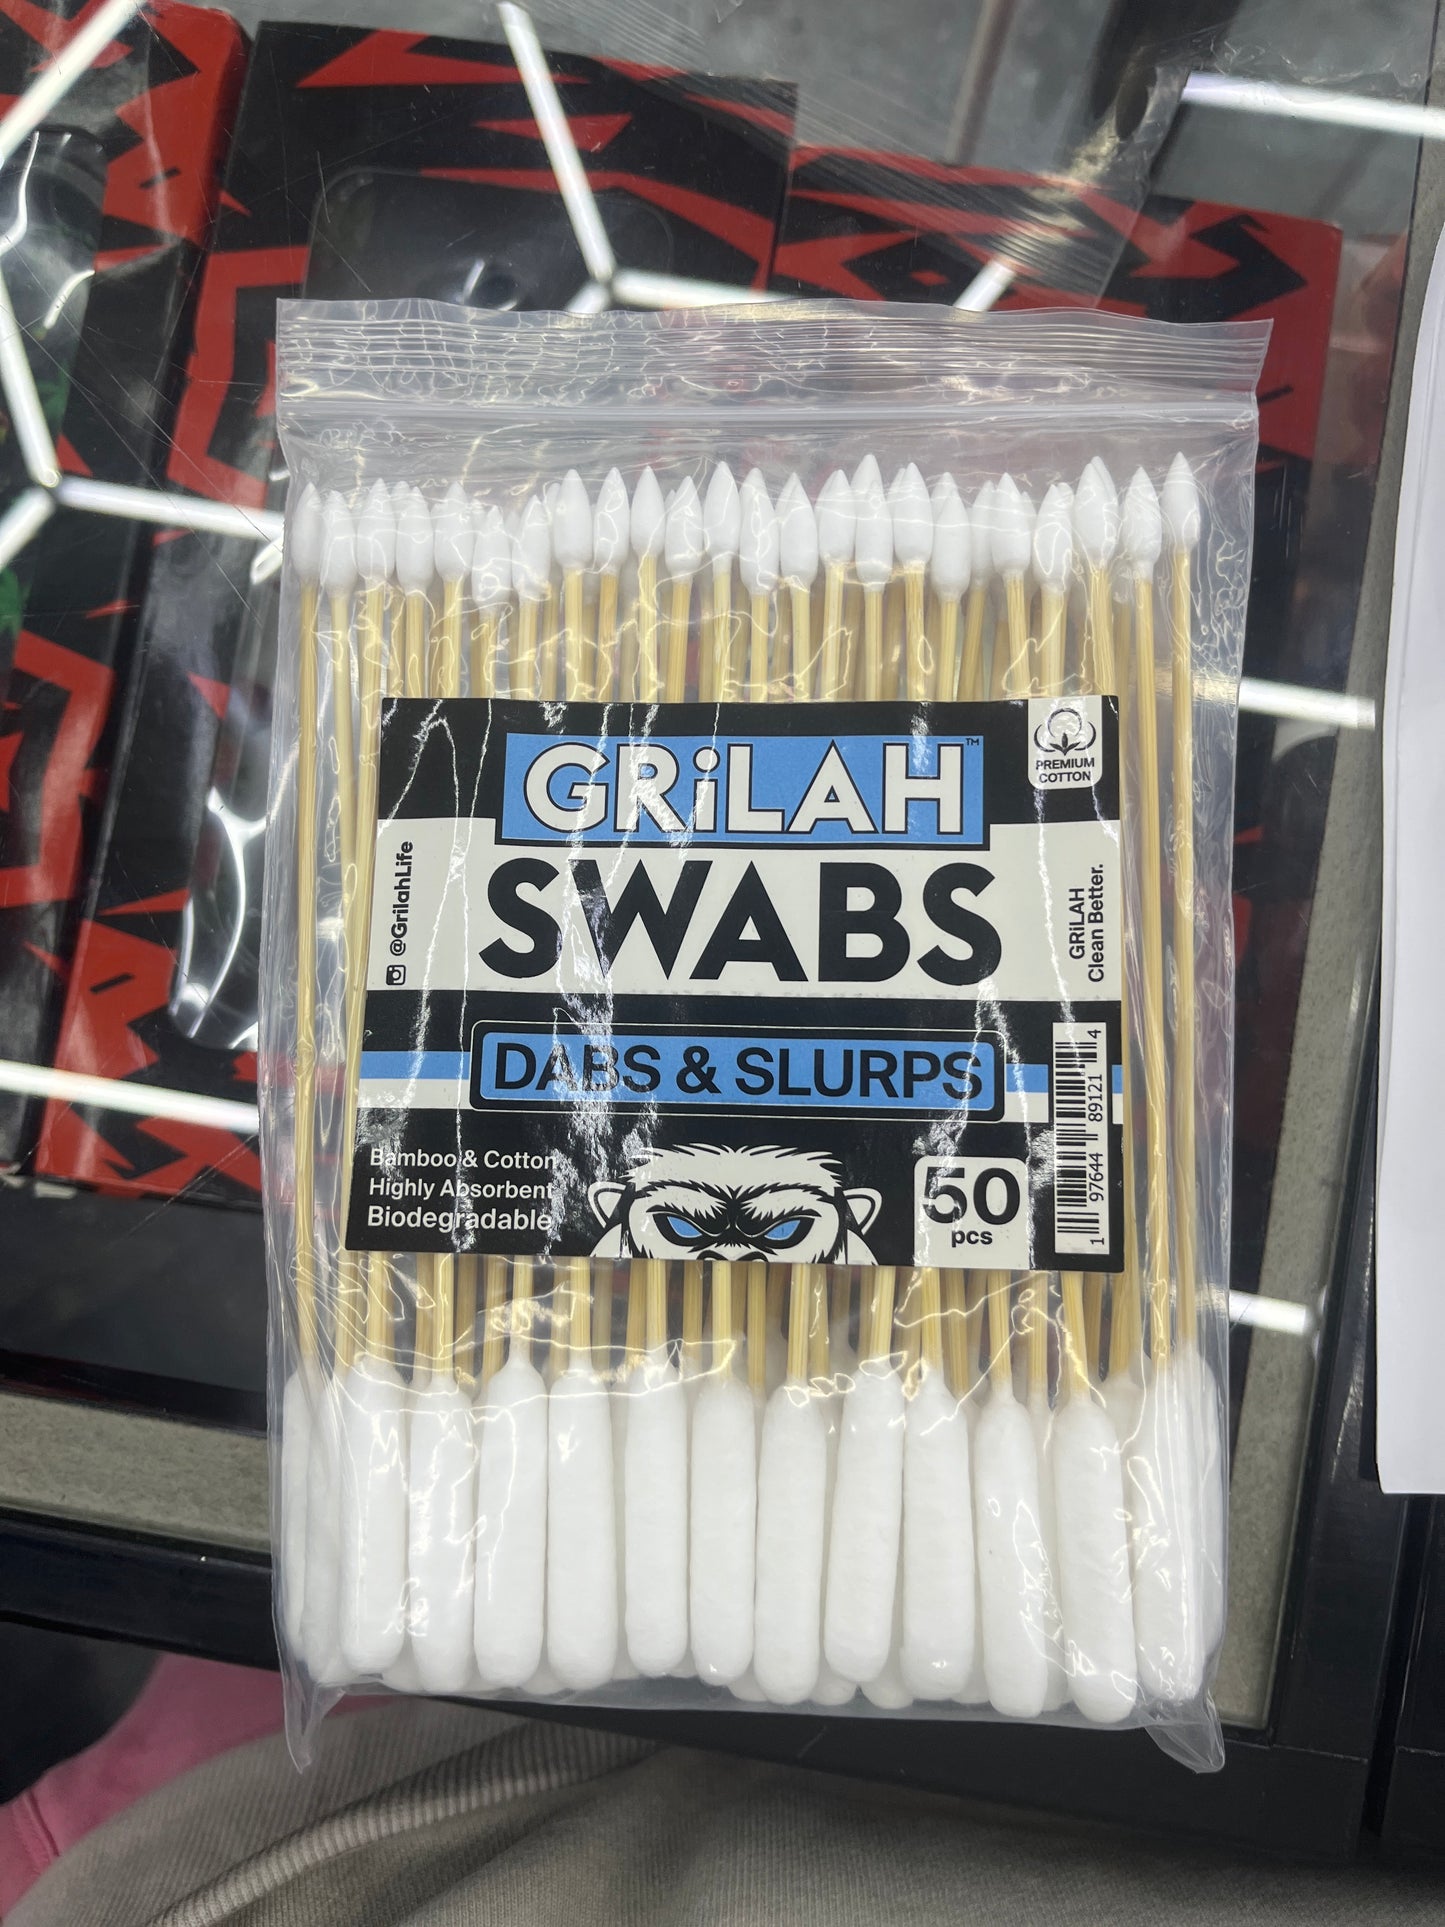 GRiLAH™
PREMIUM
COTTON
SWABS
@GrilahLife
GRiLAH
Clean Better.
DABS & SLURPS
Bamboo & Cotton
Highly Absorbent
Biodegradable
50
pcs
1 97644 89121 4